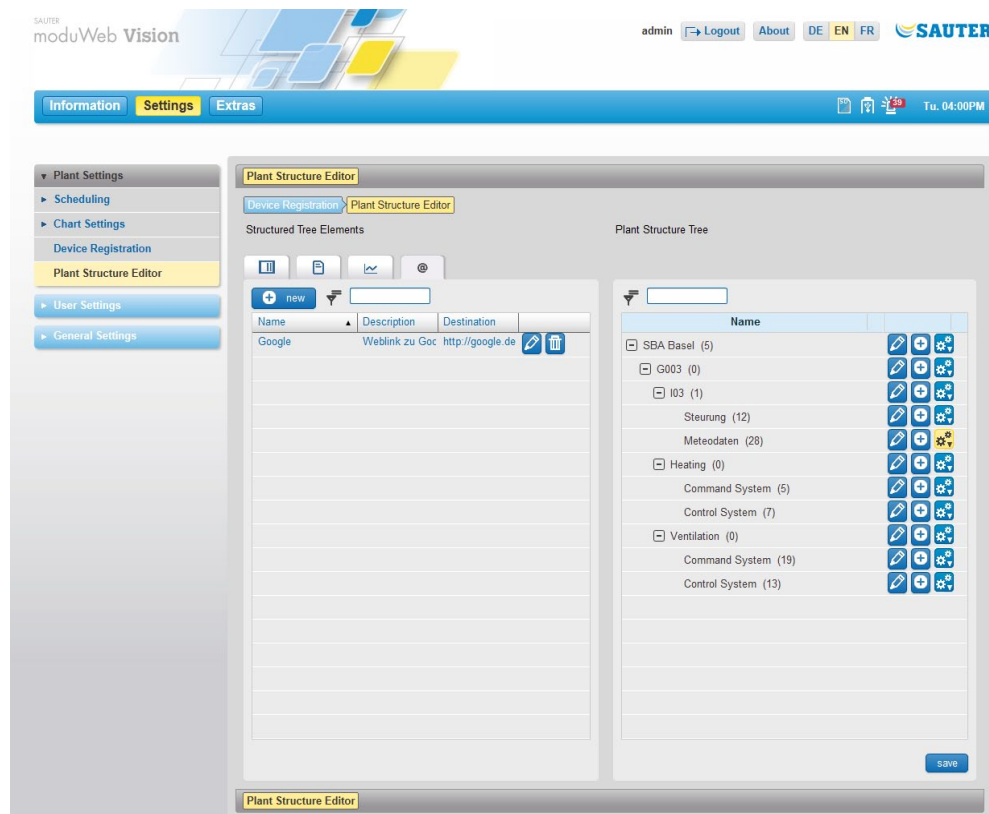 SAUTER
moduWeb Vision
admin Logout About DE EN FR SAUTER
Information Settings Extras
39 Tu. 04:00PM
Plant Settings
Scheduling
Chart Settings
Device Registration
Plant Structure Editor
User Settings
General Settings
Plant Structure Editor
Device Registration Plant Structure Editor
Structured Tree Elements
@
new
Name Description Destination
Google Weblink zu Goc http://google.de
Plant Structure Tree
Name
SBA Basel (5)
G003 (0)
I03 (1)
Steurung (12)
Meteodaten (28)
Heating (0)
Command System (5)
Control System (7)
Ventilation (0)
Command System (19)
Control System (13)
save
Plant Structure Editor